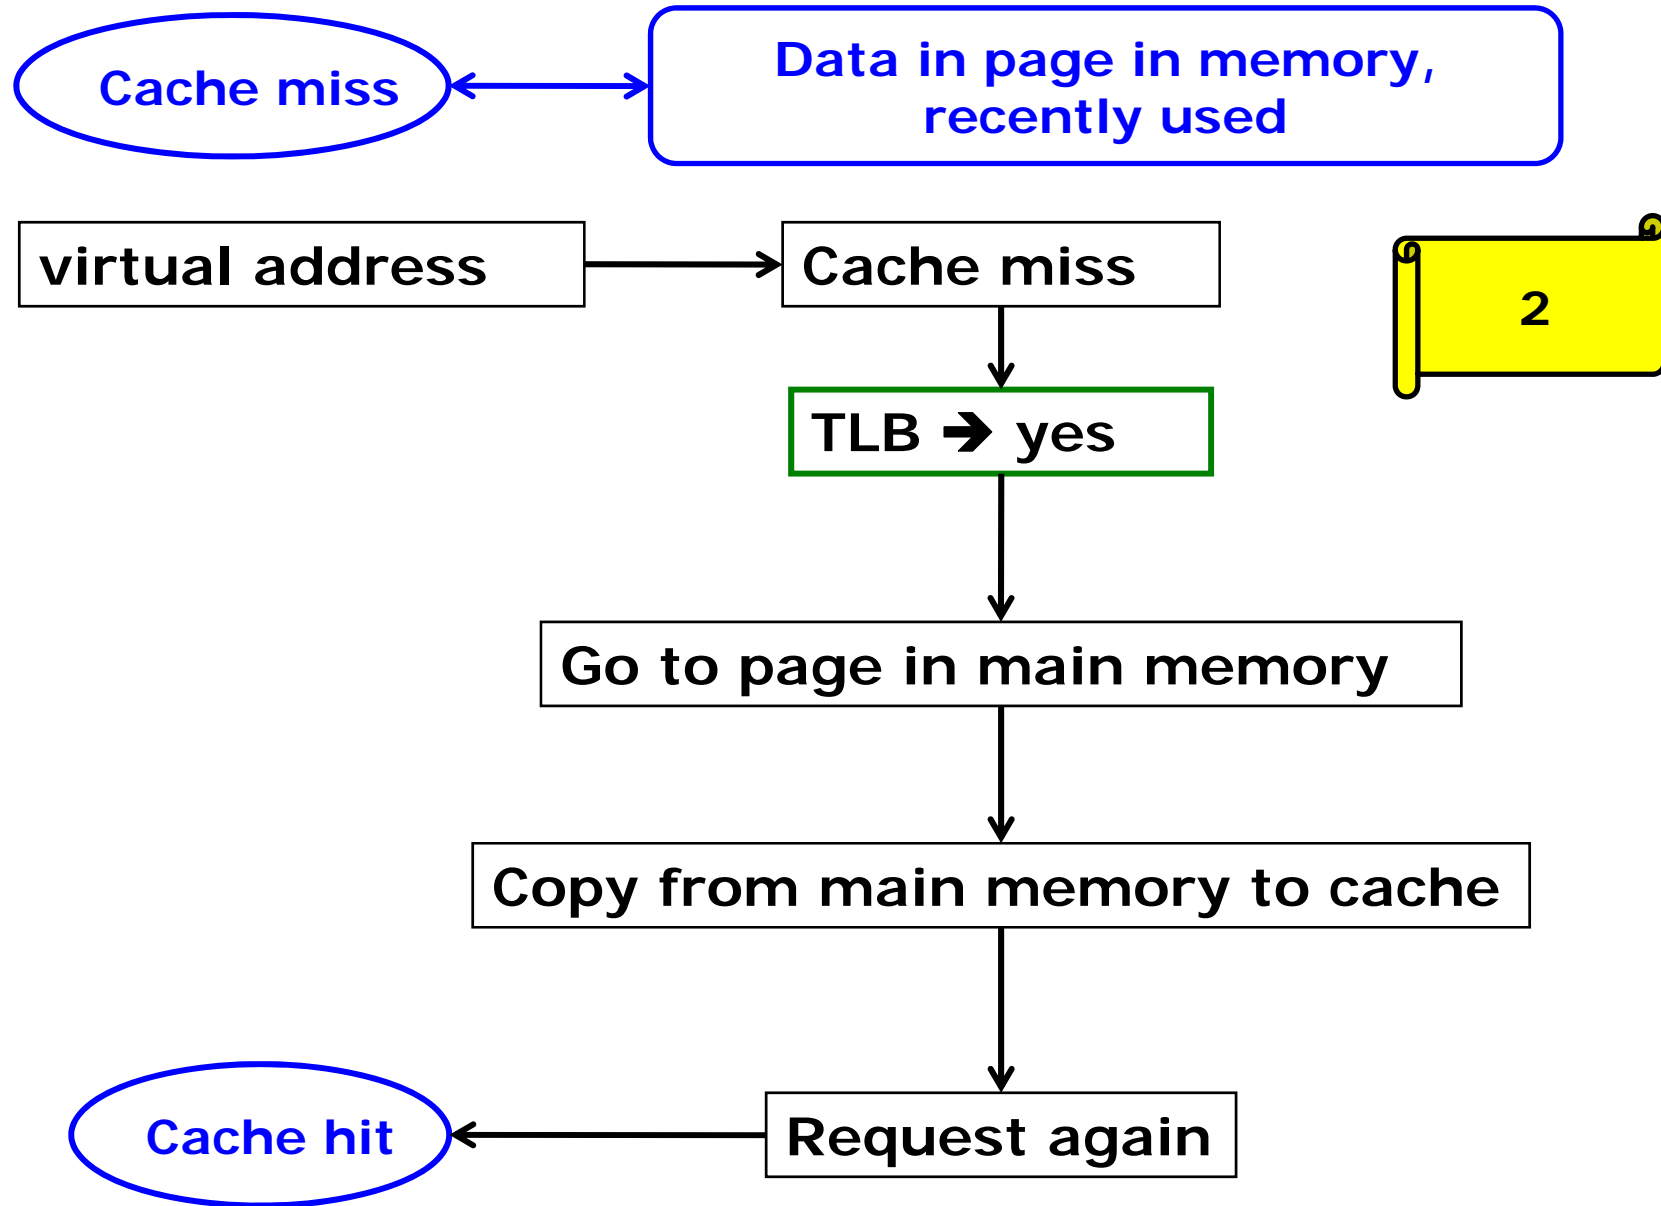 Cache miss
Data in page in memory,
recently used
virtual address
Cache miss
2
TLB ➔ yes
Go to page in main memory
Copy from main memory to cache
Request again
Cache hit